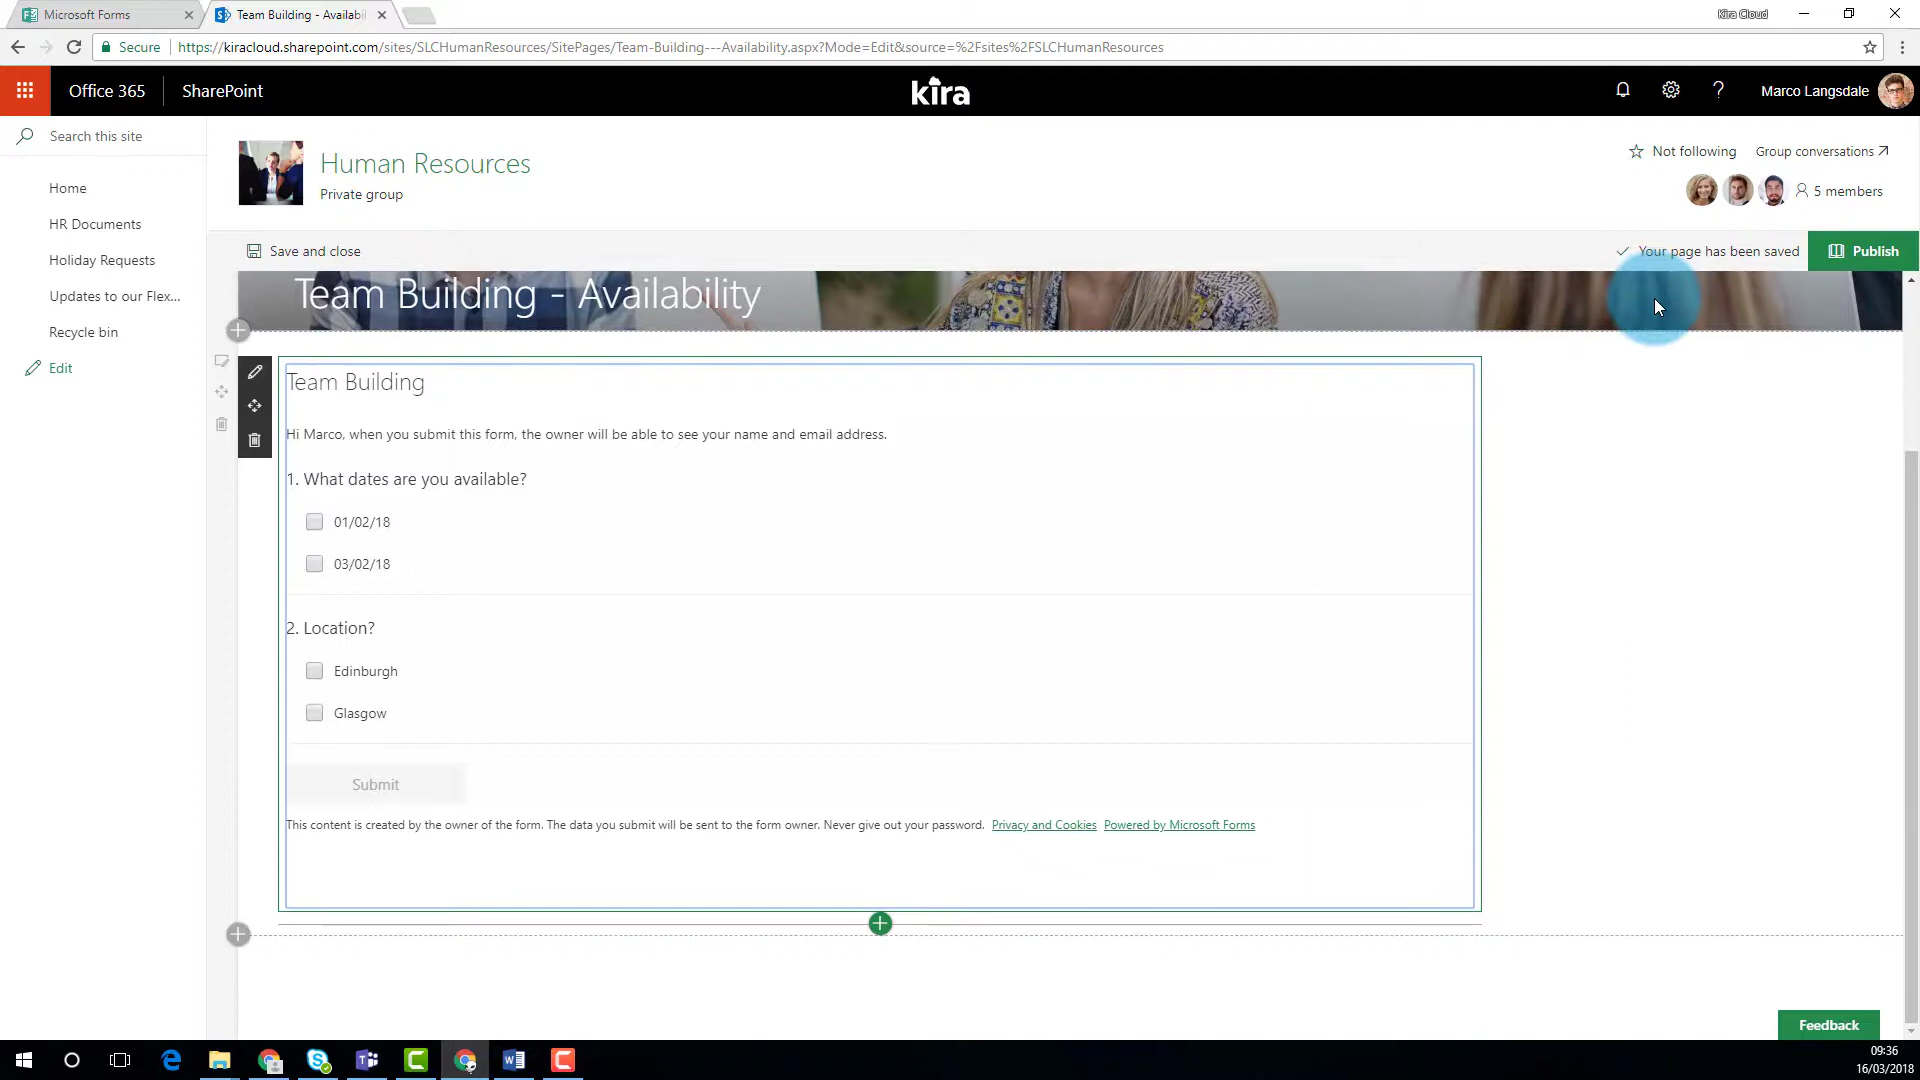 Microsoft Forms
Team Building - Availabi
Kira Cloud
Secure
https://kiracloud.sharepoint.com/sites/SLCHumanResources/SitePages/Team-Building---Availability.aspx?Mode=Edit&source=%2Fsites%2FSLCHumanResources
Office 365
SharePoint
kira
?
Marco Langsdale
Search this site
Home
HR Documents
Holiday Requests
Updates to our Flex...
Recycle bin
Edit
Human Resources
Private group
Not following
Group conversations
5 members
Save and close
Your page has been saved
Publish
Team Building - Availability
Team Building
Hi Marco, when you submit this form, the owner will be able to see your name and email address.
1. What dates are you available?
01/02/18
03/02/18
2. Location?
Edinburgh
Glasgow
Submit
This content is created by the owner of the form. The data you submit will be sent to the form owner. Never give out your password. Privacy and Cookies Powered by Microsoft Forms
Feedback
09:36
16/03/2018